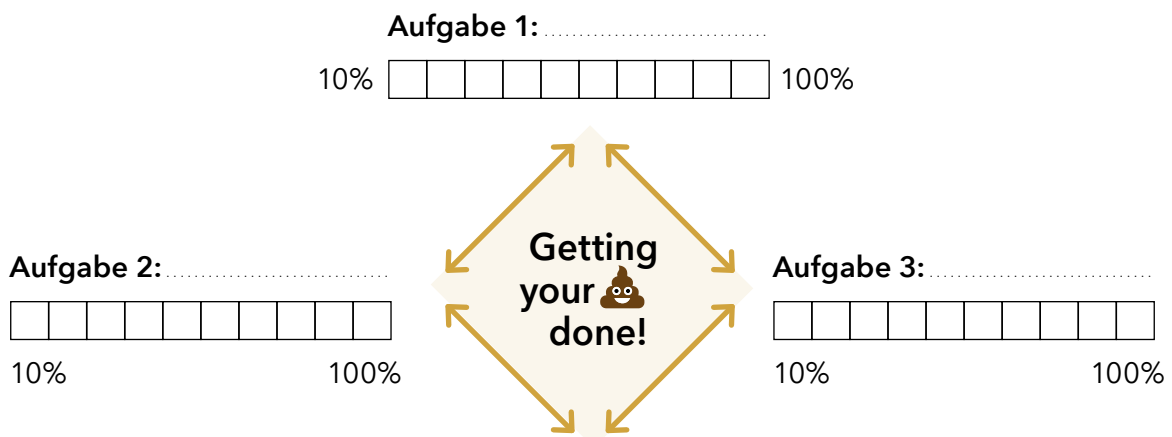 Aufgabe 1: ................................
10% 100%
Getting
your 💩
done!
Aufgabe 2: ................................
10% 100%
Aufgabe 3: ................................
10% 100%